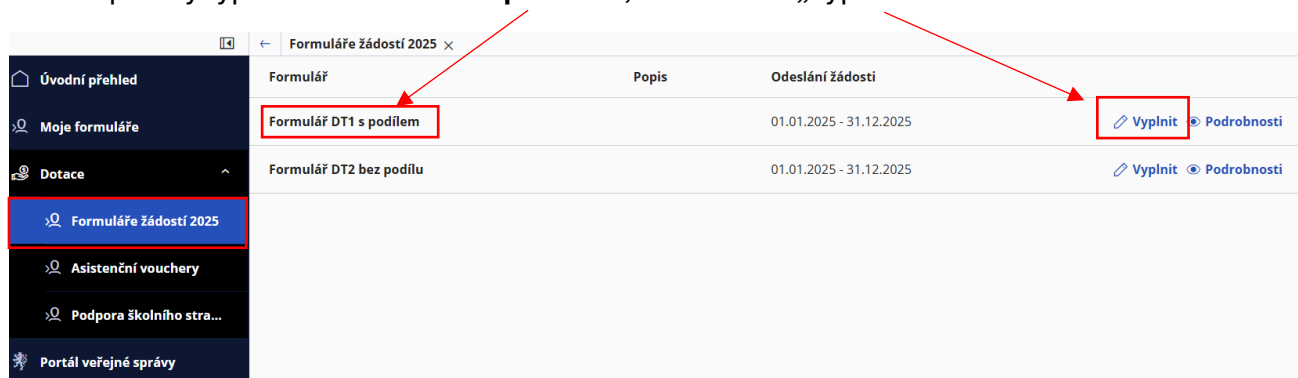 Formuláře žádostí 2025
Úvodní přehled
Moje formuláře
Dotace
Formuláře žádostí 2025
Asistenční vouchery
Podpora školního stra...
Portál veřejné správy
Formulář Popis Odeslání žádosti
Formulář DT1 s podílem 01.01.2025 - 31.12.2025 Vyplnit Podrobnosti
Formulář DT2 bez podílu 01.01.2025 - 31.12.2025 Vyplnit Podrobnosti